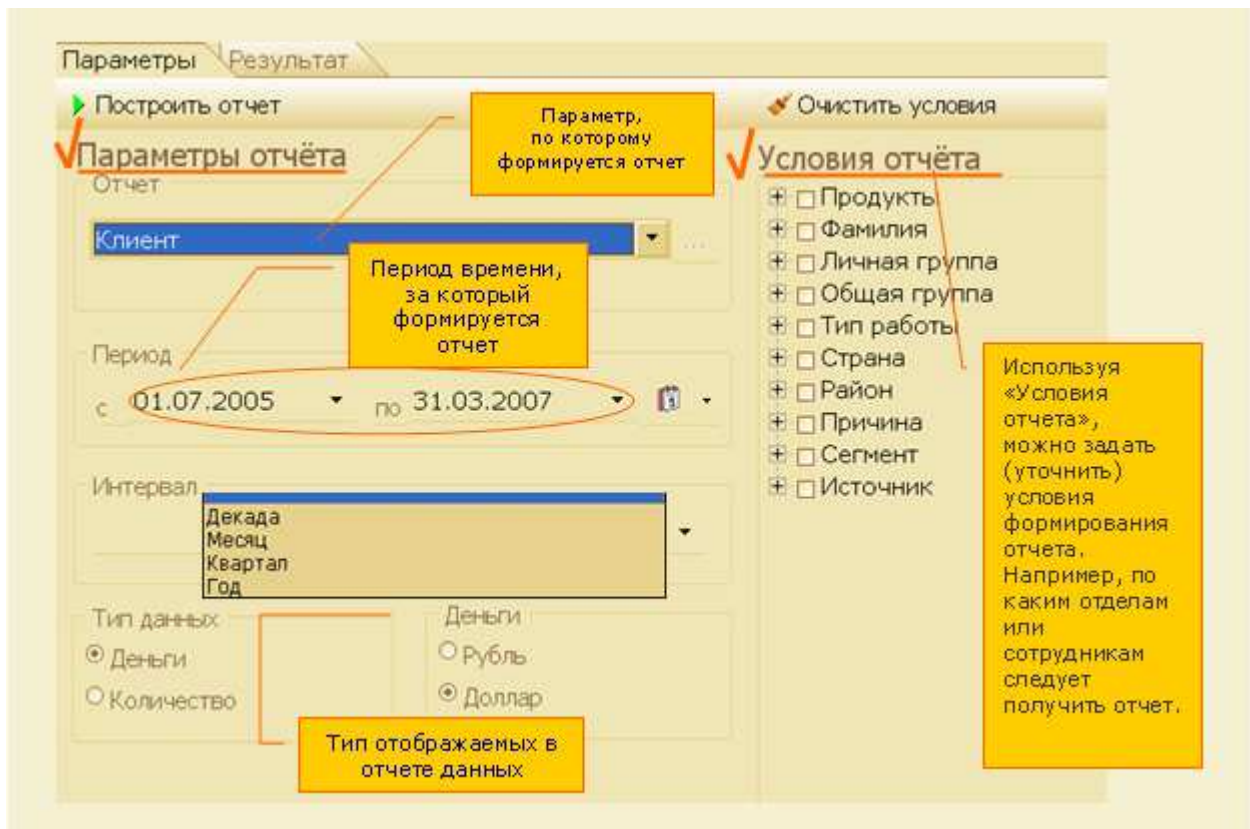 Параметры Результат
Построить отчет
Очистить условия
Параметр,
по которому
формируется отчет
Параметры отчёта
Отчет
Клиент
...
Период времени,
за который
формируется
отчет
Период
с 01.07.2005 по 31.03.2007
Интервал
Декада
Месяц
Квартал
Год
Тип данных
Деньги
Количество
Деньги
Рубль
Доллар
Тип отображаемых в
отчете данных
Условия отчёта
Продукты
Фамилия
Личная группа
Общая группа
Тип работы
Страна
Район
Причина
Сегмент
Источник
Используя
«Условия
отчета»,
можно задать
(уточнить)
условия
формирования
отчета.
Например, по
каким отделам
или
сотрудникам
следует
получить отчет.